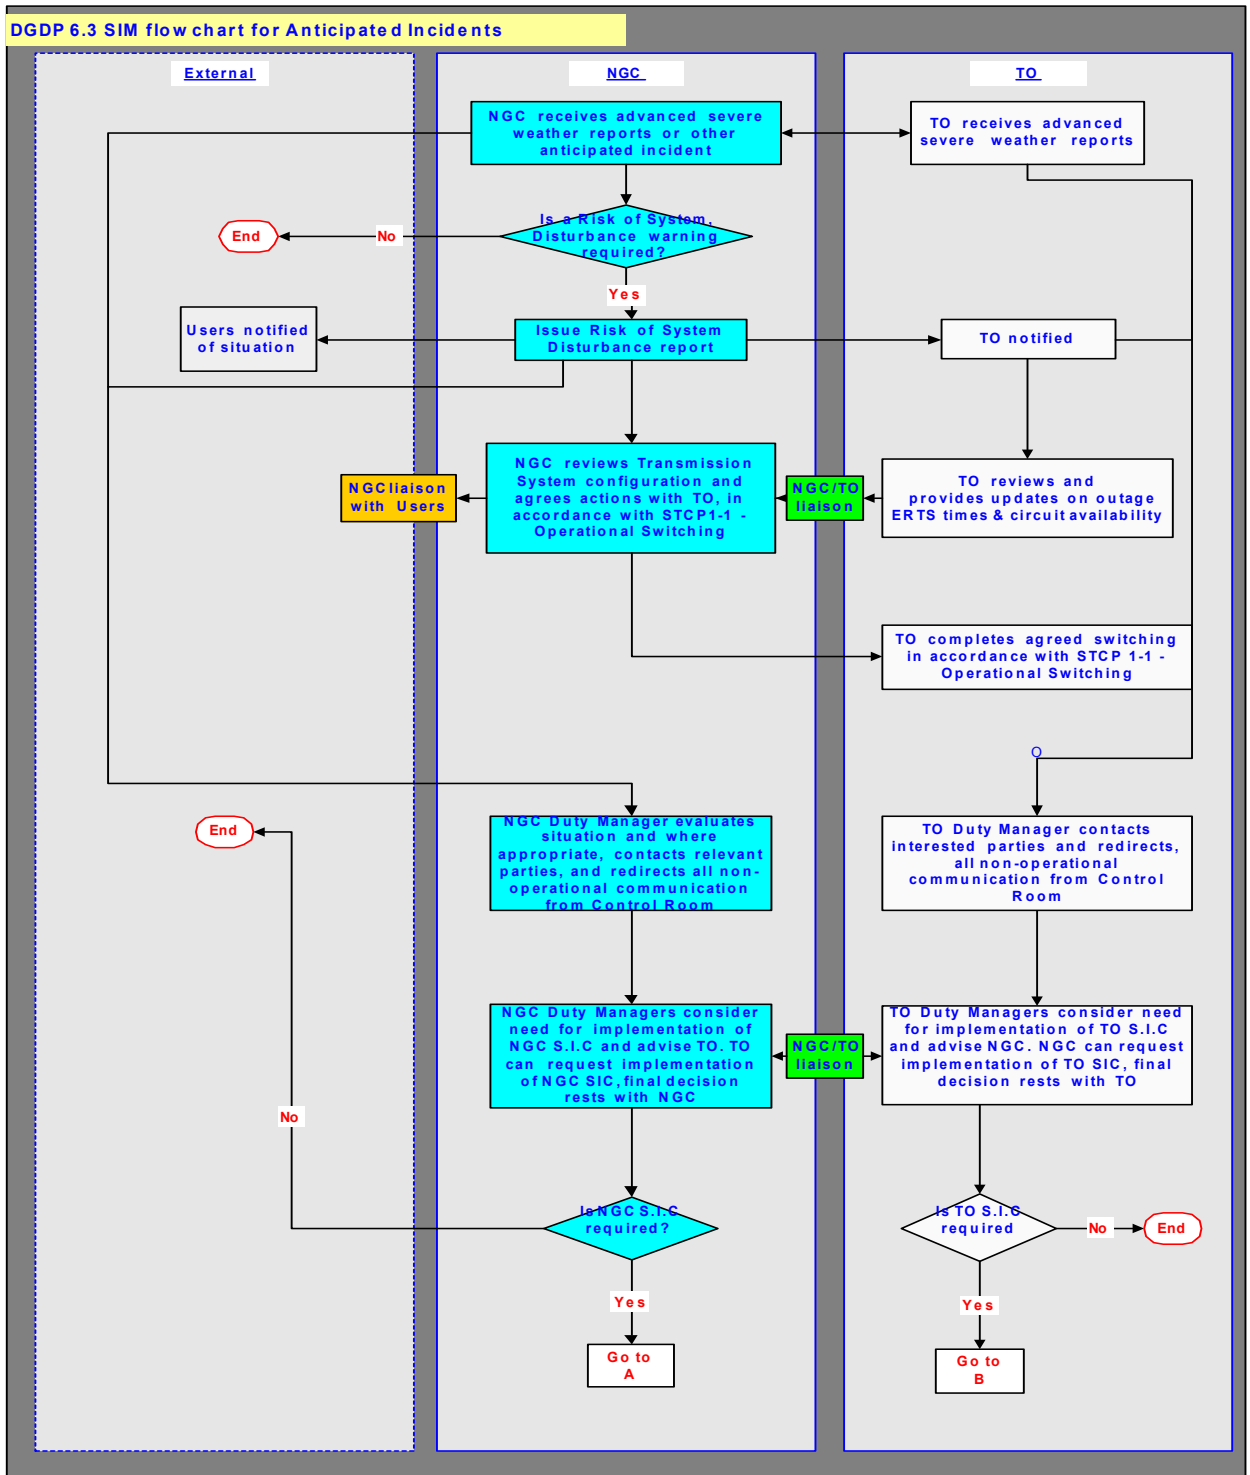 DGDP 6.3 SIM flow chart for Anticipated Incidents
External
NGC
TO
NGC receives advanced severe
weather reports or other
anticipated incident
TO receives advanced
severe weather reports
Is a Risk of System,
Disturbance warning
required?
No
End
Yes
Users notified
of situation
Issue Risk of System
Disturbance report
TO notified
NGC liaison
with Users
NGC reviews Transmission
System configuration and
agrees actions with TO, in
accordance with STCP1-1 -
Operational Switching
NGC/TO
liaison
TO reviews and
provides updates on outage
ERTS times & circuit availability
TO completes agreed switching
in accordance with STCP 1-1 -
Operational Switching
O
End
NGC Duty Manager evaluates
situation and where
appropriate, contacts relevant
parties, and redirects all non-
operational communication
from Control Room
TO Duty Manager contacts
interested parties and redirects,
all non-operational
communication from Control
Room
NGC Duty Managers consider
need for implementation of
NGC S.I.C and advise TO. TO
can request implementation
of NGC SIC, final decision
rests with NGC
NGC/TO
liaison
TO Duty Managers consider need
for implementation of TO S.I.C
and advise NGC. NGC can request
implementation of TO SIC, final
decision rests with TO
No
Is NGC S.I.C
required?
Is TO S.I.C
required
No
End
Yes
Yes
Go to
A
Go to
B